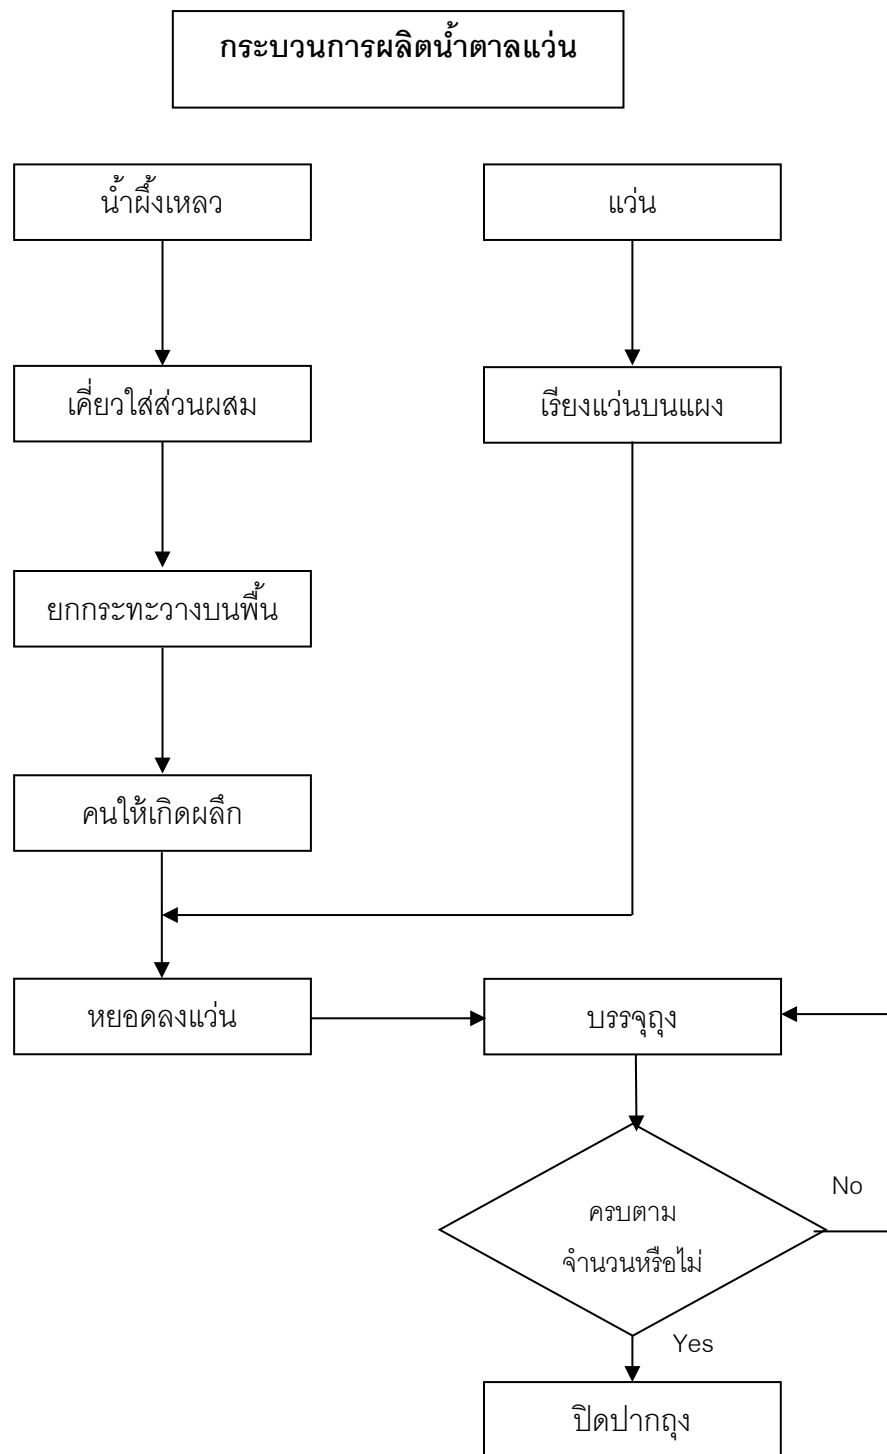 กระบวนการผลิตน้ำตาลแว่น
น้ำผึ้งเหลว
แว่น
เคี่ยวใส่ส่วนผสม
เรียงแว่นบนแผง
ยกกระทะวางบนพื้น
คนให้เกิดผลึก
หยอดลงแว่น
บรรจุถุง
No
ครบตาม
จำนวนหรือไม่
Yes
ปิดปากถุง